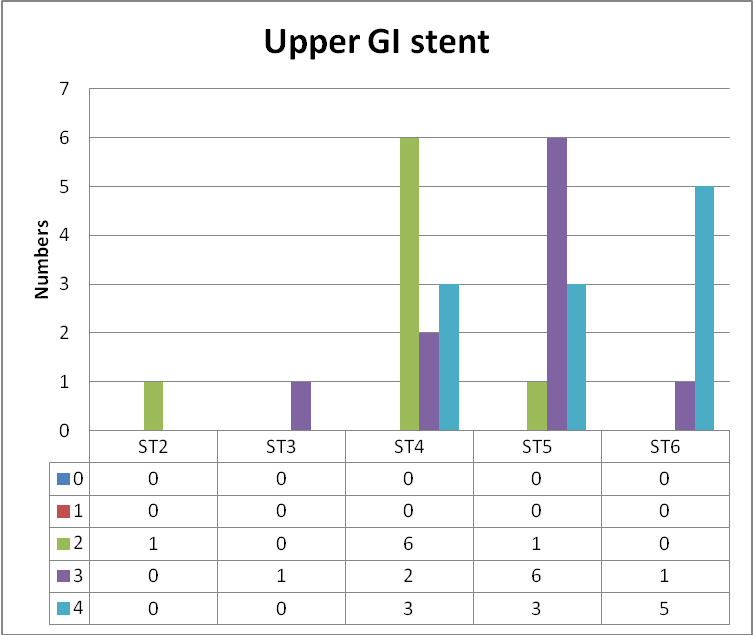 Upper GI stent
7
6
5
4
3
2
1
0
Numbers
ST2 ST3 ST4 ST5 ST6
0 0 0 0 0 0
1 0 0 0 0 0
2 1 0 6 1 0
3 0 1 2 6 1
4 0 0 3 3 5